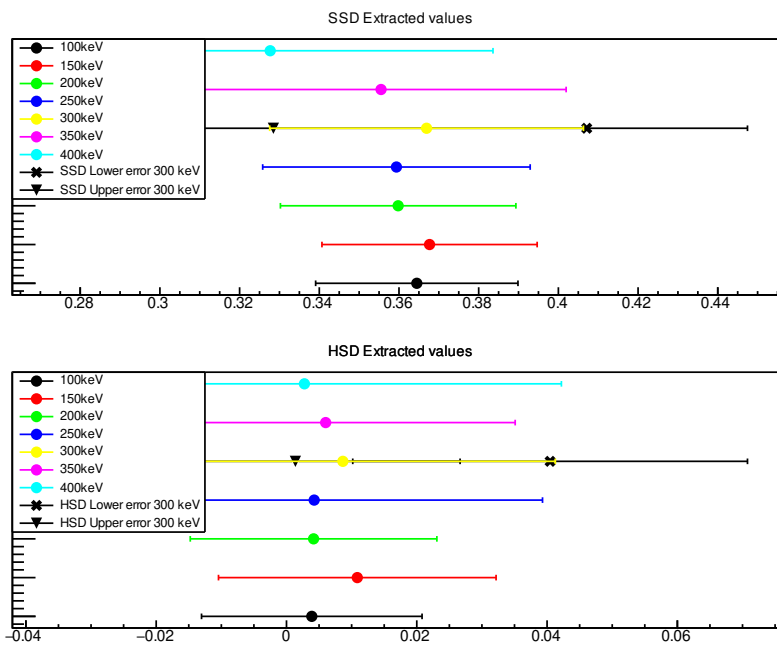 SSD Extracted values
100keV
150keV
200keV
250keV
300keV
350keV
400keV
SSD Lower error 300 keV
SSD Upper error 300 keV
0.28 0.3 0.32 0.34 0.36 0.38 0.4 0.42 0.44
HSD Extracted values
100keV
150keV
200keV
250keV
300keV
350keV
400keV
HSD Lower error 300 keV
HSD Upper error 300 keV
−0.04 −0.02 0 0.02 0.04 0.06